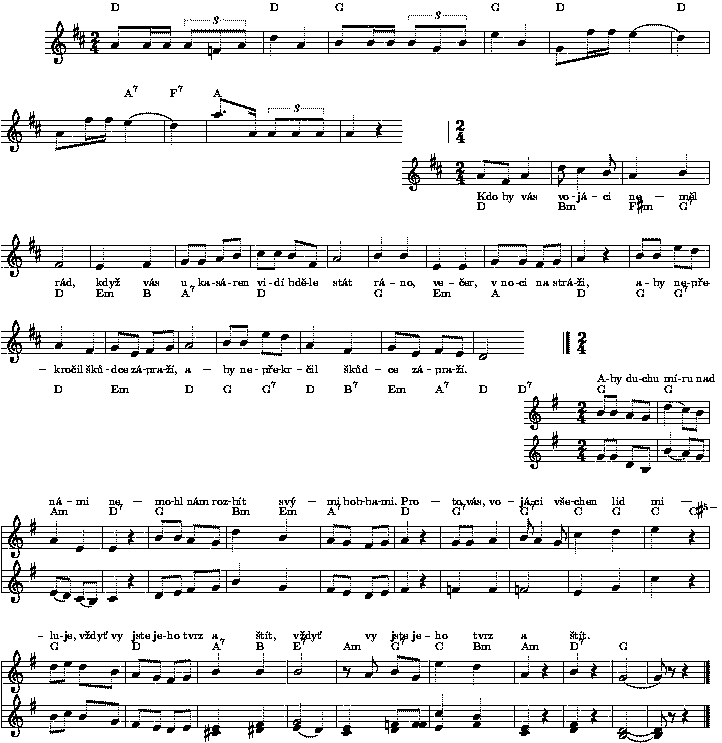 D D G G D D
3 3
A7 F7 A
3
Kdo by vás vo-já-ci ne - měl
D Bm F#m G7
rád, když vás u ka-sá-ren vi-dí bdě-le stát rá-no, ve-čer, v no-ci na strá-ži, a-by ne-pře-
D Em B A7 D G Em A D G G7
- kročil šků-dce zá-pra-ží, a - by ne-pře-kr - čil škůd - ce zá-pra-ží.
D Em D G G7 D B7 Em A7 D D7
A-by du-chu mí-ru nad
G G
ná - mi ne - mo-hl nám roz-bít svý - mi bob-ba-mi. Pro - to, vás, vo-já-ci vše-chen lid mi -
Am D7 G Bm Em A7 D G7 G7 C G C
- lu-je, vždyť vy jste je-ho tvrz a štít, vždyť vy jste je-ho tvrz a štít.
G D A7 B E7 Am G7 C Bm Am D7 G